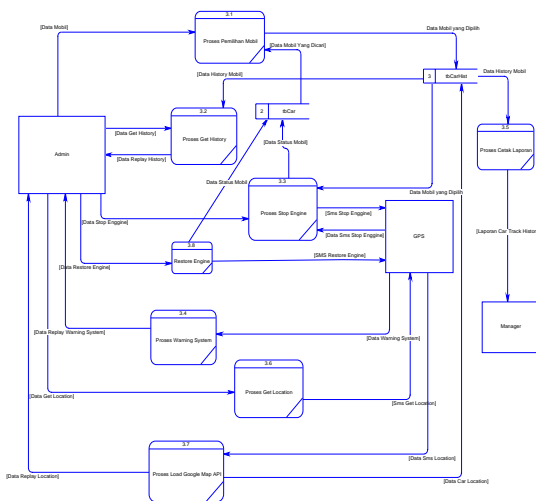 3.1
[Data Mobil]
Data Mobil yang Dipilih
Proses Pemilihan Mobil
[Data Mobil Yang Dicari]
[Data History Mobil]
3 tbCarHist
Data History Mobil
3.2
2 tbCar
3.5
[Data Get History]
Proses Get History
[Data Status Mobil]
Proses Cetak Laporan
Admin
[Data Replay History]
3.3
Data Status Mobil
Data Mobil yang Dipilih
[Data Stop Enggine]
Proses Stop Engine
[Sms Stop Enggine]
GPS
[Data Sms Stop Enggine]
[Laporan Car Track Histor
3.8
Restore Engine
[SMS Restore Engine]
[Data Restore Engine]
3.4
Manager
[Data Replay Warning System]
Proses Warning System
[Data Warning System]
3.6
Proses Get Location
[Data Get Location]
[Sms Get Location]
3.7
[Data Sms Location]
[Data Replay Location]
Proses Load Google Map API
[Data Car Location]